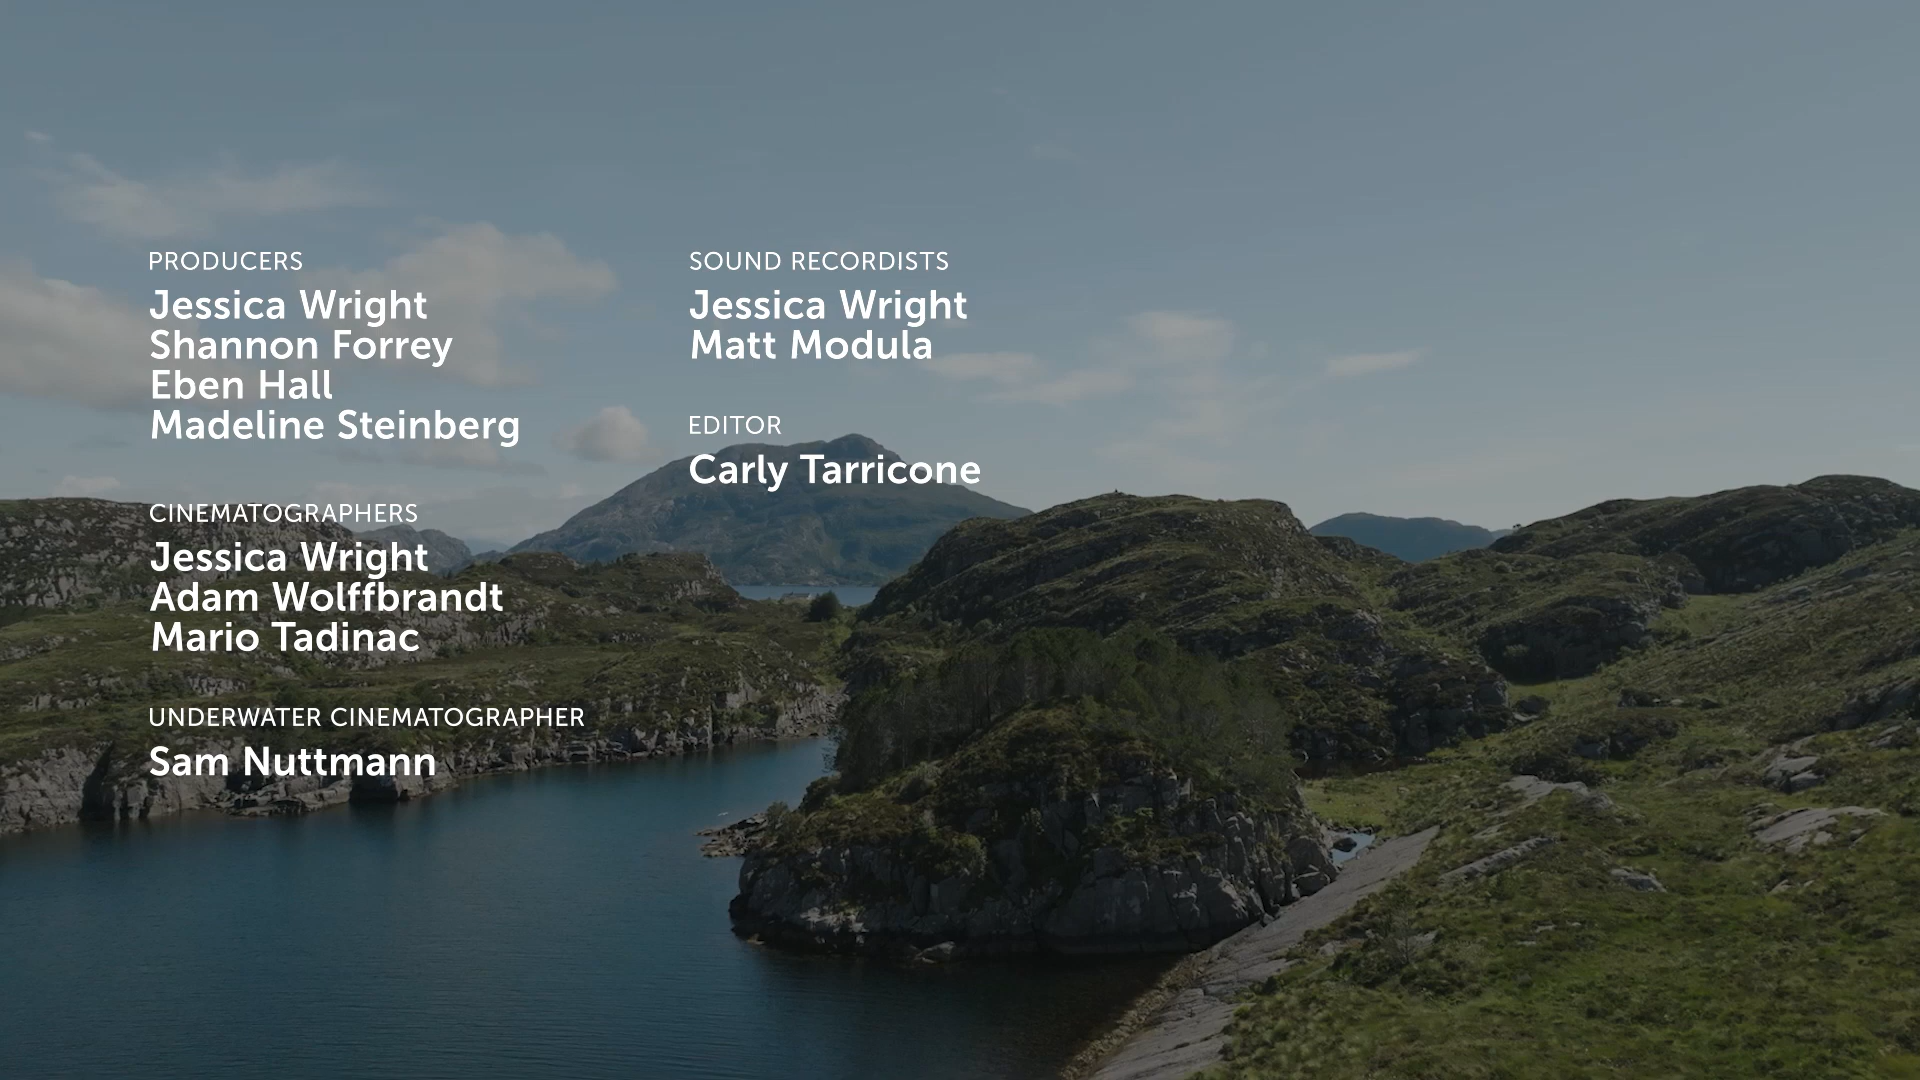 PRODUCERS
Jessica Wright
Shannon Forrey
Eben Hall
Madeline Steinberg
CINEMATOGRAPHERS
Jessica Wright
Adam Wolffbrandt
Mario Tadinac
UNDERWATER CINEMATOGRAPHER
Sam Nuttmann
SOUND RECORDISTS
Jessica Wright
Matt Modula
EDITOR
Carly Tarricone